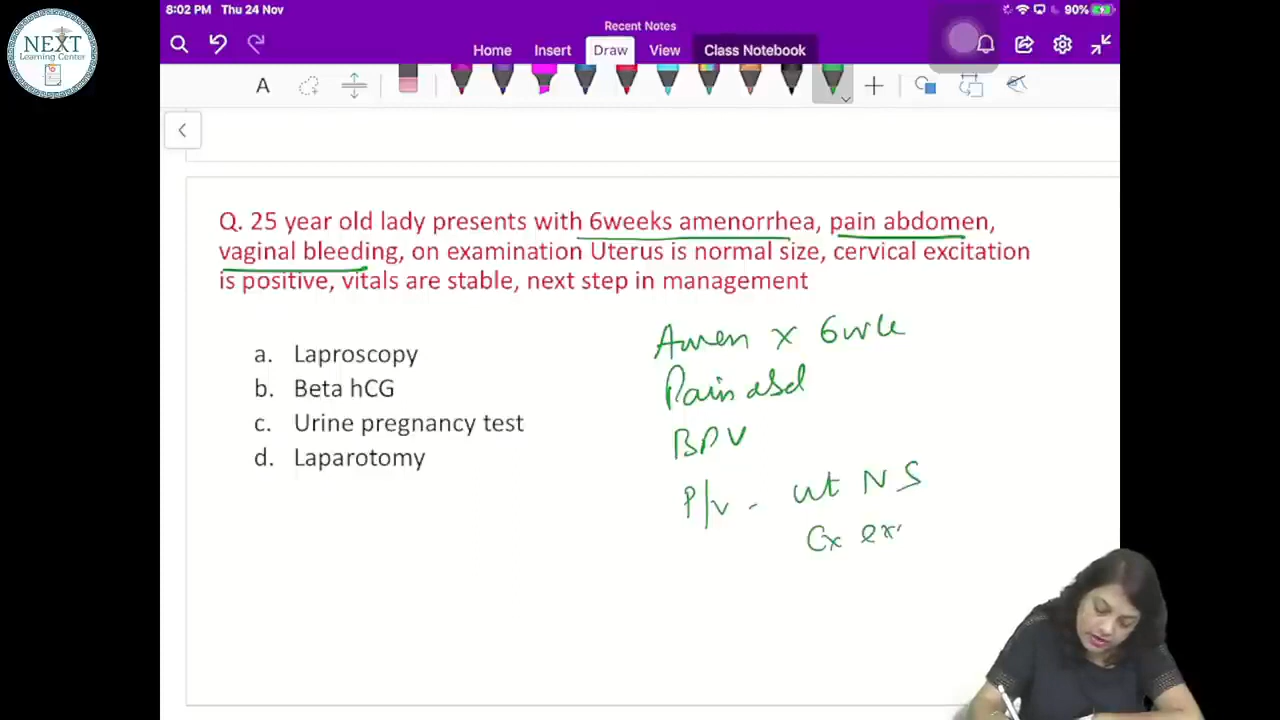 8:02 PM Thu 24 Nov
90%
Recent Notes
Home Insert Draw View Class Notebook
NEXT
Learning Center
A
Q. 25 year old lady presents with 6weeks amenorrhea, pain abdomen,
vaginal bleeding, on examination Uterus is normal size, cervical excitation
is positive, vitals are stable, next step in management
a. Laproscopy
b. Beta hCG
c. Urine pregnancy test
d. Laparotomy
Amen x 6wk
Pain abd
BPV
P/v - Ut NS
Cx ex